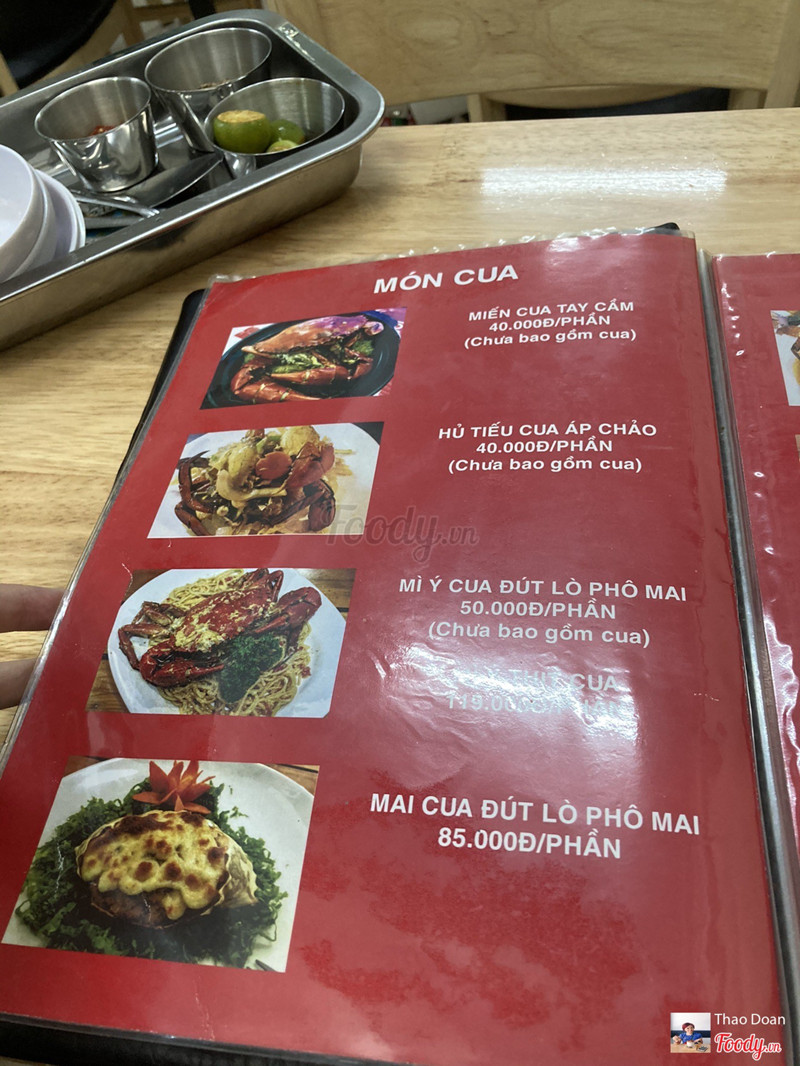 MÓN CUA
MIẾN CUA TAY CẦM
40.000Đ/PHẦN
(Chưa bao gồm cua)
HỦ TIẾU CUA ÁP CHẢO
40.000Đ/PHẦN
(Chưa bao gồm cua)
Foody.vn
MÌ Ý CUA ĐÚT LÒ PHÔ MAI
50.000Đ/PHẦN
(Chưa bao gồm cua)
THỊT CUA
MAI CUA ĐÚT LÒ PHÔ MAI
85.000Đ/PHẦN
Thao Doan
Foody.vn